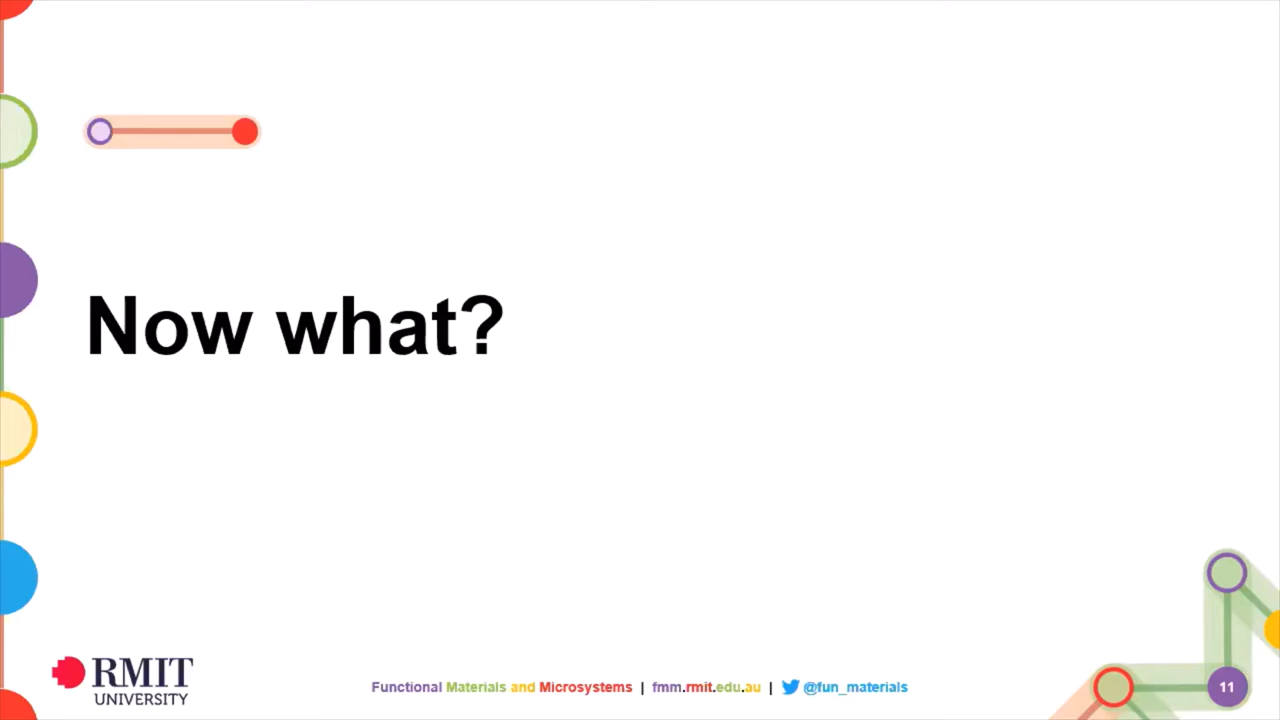 Now what?
RMIT
UNIVERSITY
Functional Materials and Microsystems | fmm.rmit.edu.au | @fun_materials
11